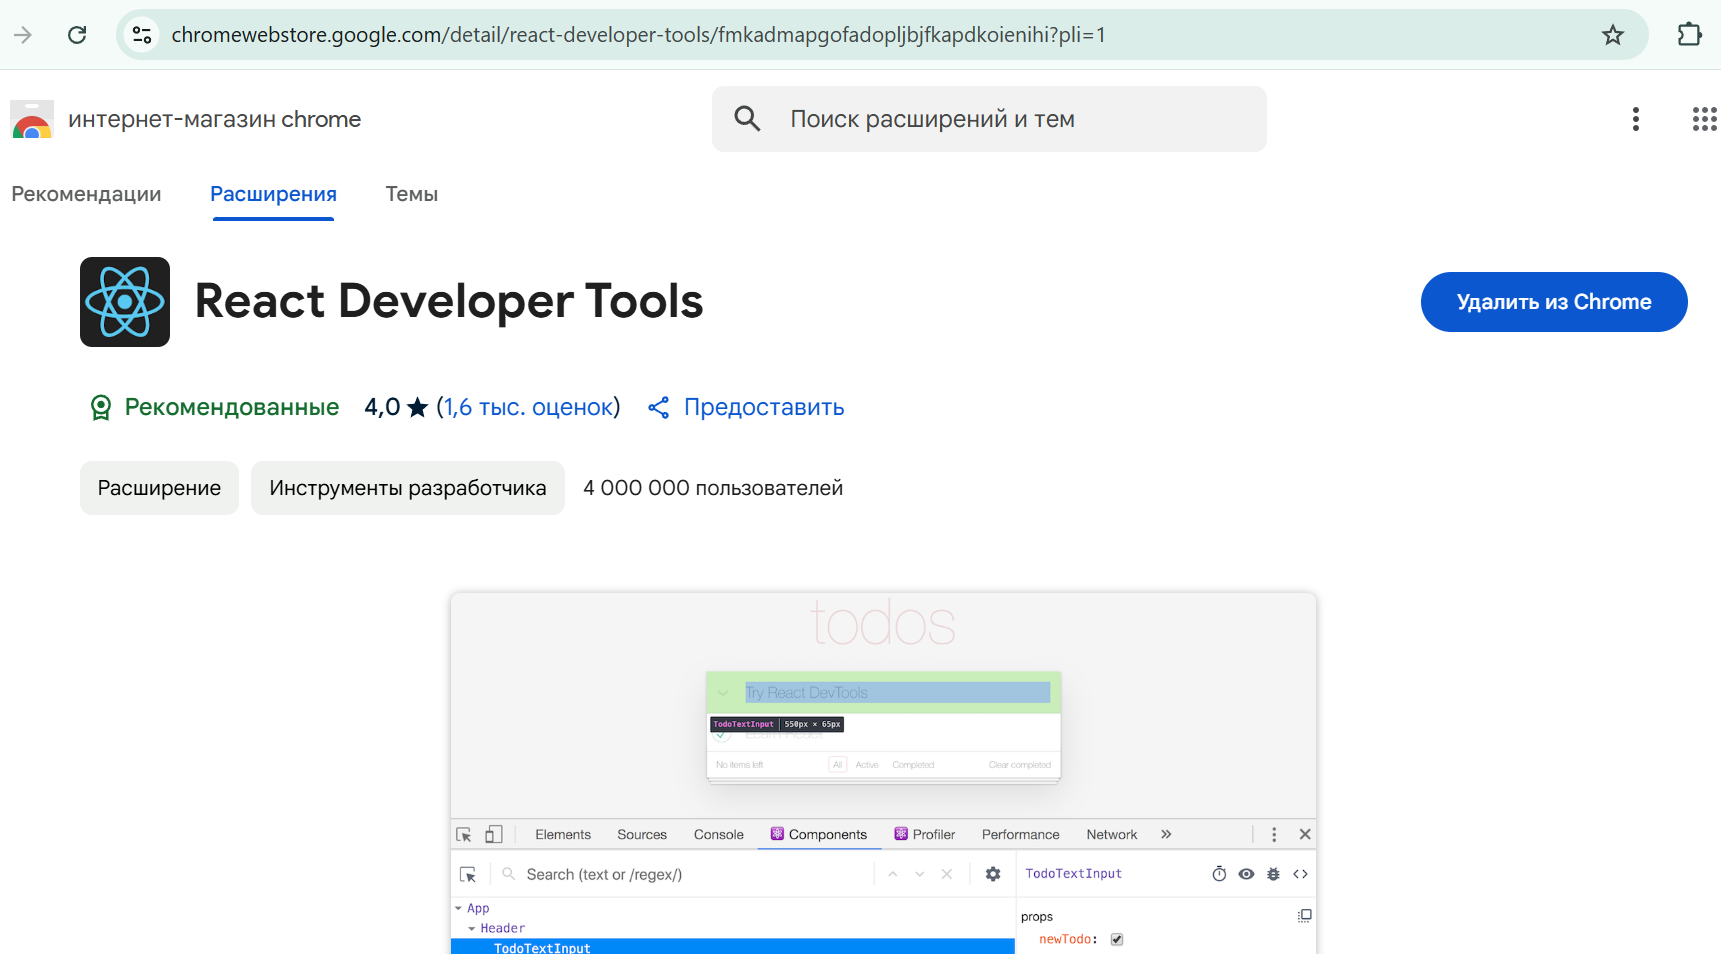 chromewebstore.google.com/detail/react-developer-tools/fmkadmapgofadopljbjfkapdkoienihi?pli=1
интернет-магазин chrome
Поиск расширений и тем
Рекомендации Расширения Темы
React Developer Tools
Удалить из Chrome
Рекомендованные 4,0 ★ (1,6 тыс. оценок) Предоставить
Расширение Инструменты разработчика 4 000 000 пользователей
todos
Try React DevTools
TodoTextInput 550px × 65px
No items left All Active Completed Clear completed
Elements Sources Console Components Profiler Performance Network »
Search (text or /regex/) TodoTextInput
App
props
Header
newTodo:
TodoTextInput